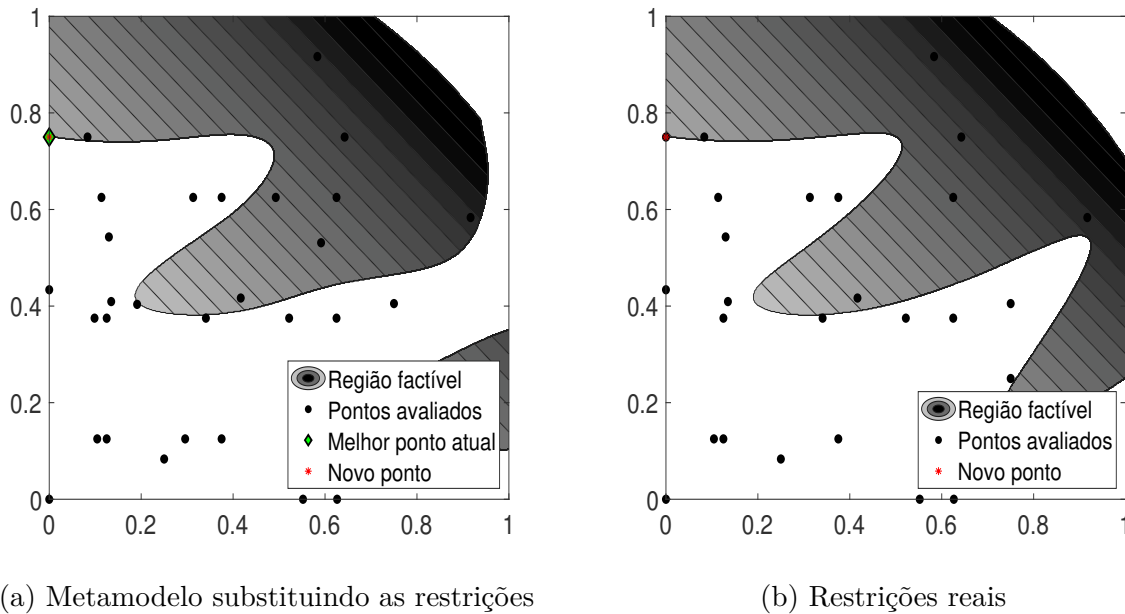 1
0.8
0.6
0.4
0.2
0
0
0.2
0.4
0.6
0.8
1
Região factível
Pontos avaliados
Melhor ponto atual
Novo ponto
(a) Metamodelo substituindo as restrições
1
0.8
0.6
0.4
0.2
0
0
0.2
0.4
0.6
0.8
1
Região factível
Pontos avaliados
Novo ponto
(b) Restrições reais